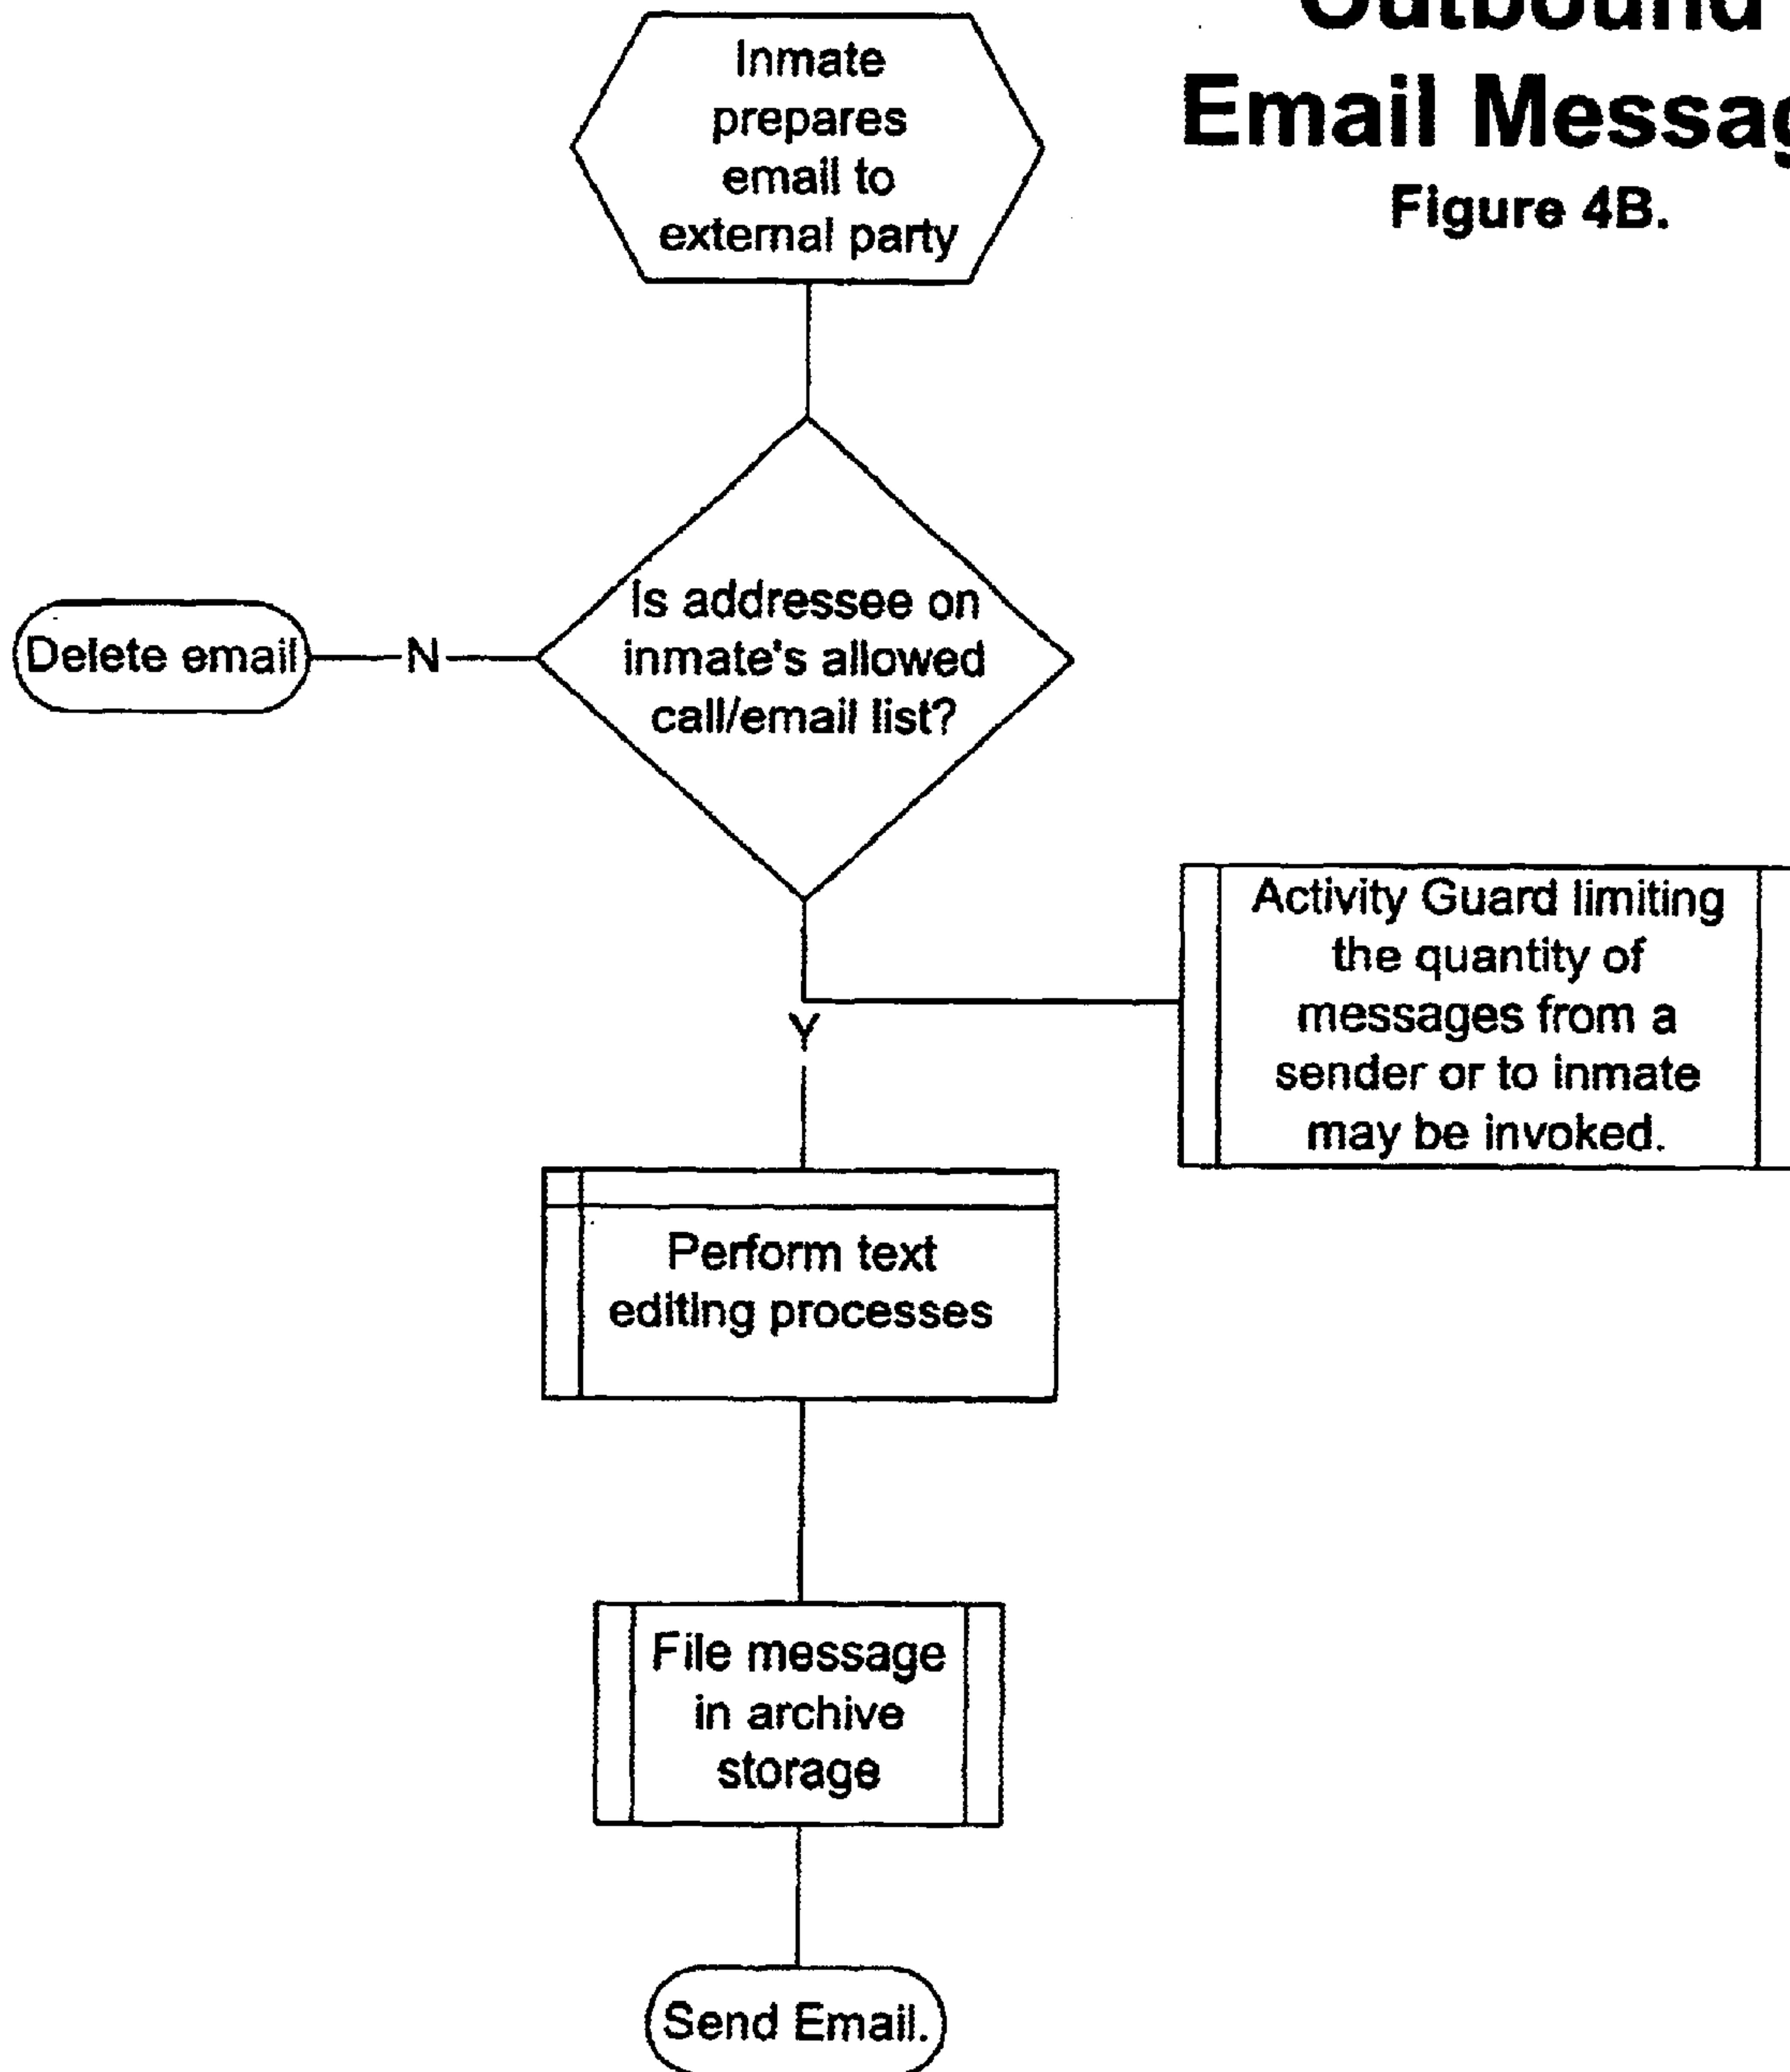 Outbound
Email Messag
Figure 4B.
Inmate
prepares
email to
external party
Is addressee on
inmate's allowed
call/email list?
N
Delete email
Y
Activity Guard limiting
the quantity of
messages from a
sender or to inmate
may be invoked.
Perform text
editing processes
File message
in archive
storage
Send Email.